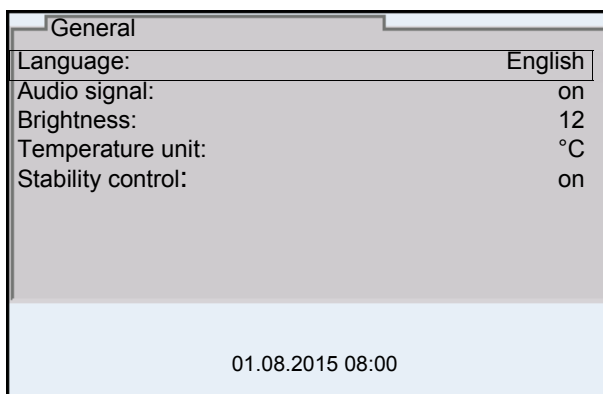 General
Language: English
Audio signal: on
Brightness: 12
Temperature unit: °C
Stability control: on
01.08.2015 08:00